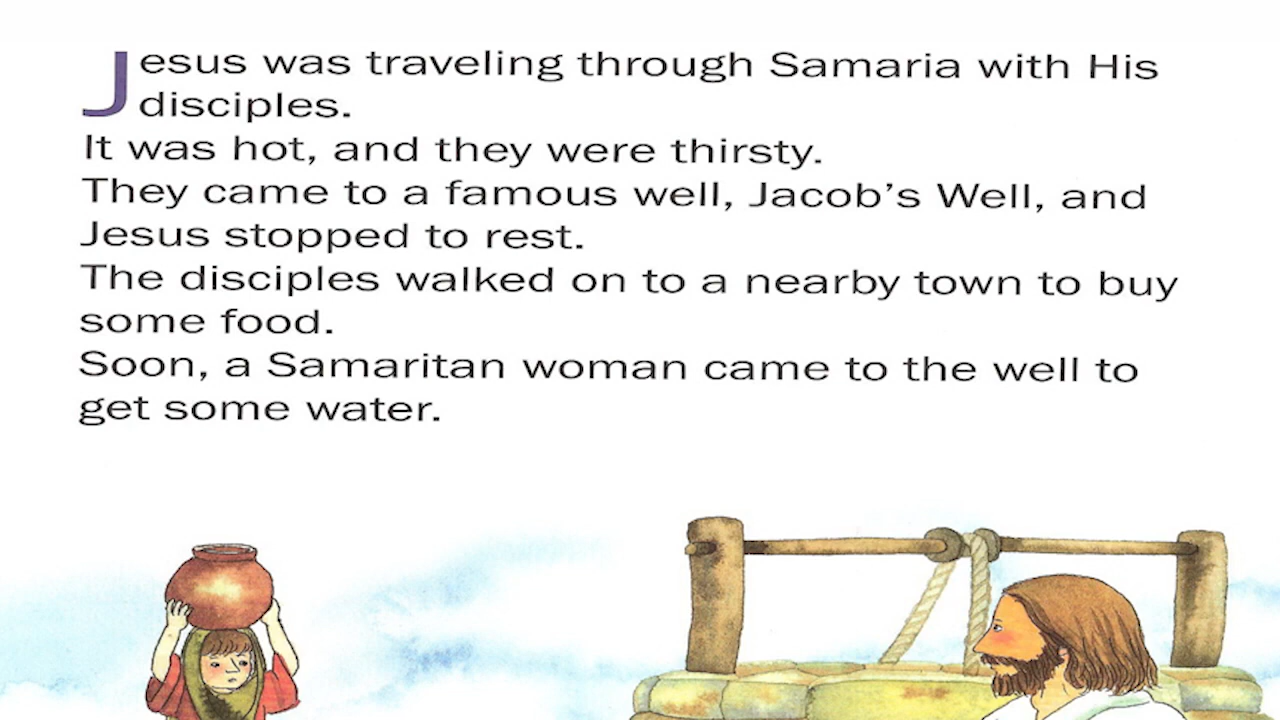 Jesus was traveling through Samaria with His
disciples.
It was hot, and they were thirsty.
They came to a famous well, Jacob's Well, and
Jesus stopped to rest.
The disciples walked on to a nearby town to buy
some food.
Soon, a Samaritan woman came to the well to
get some water.